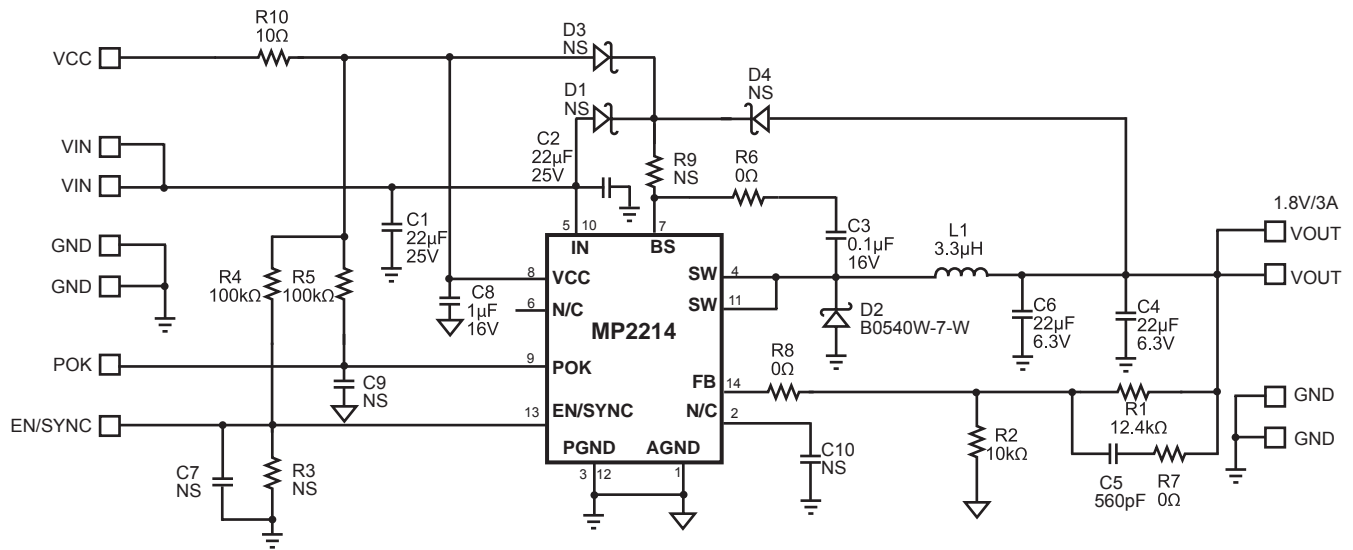 R10
10Ω
VCC
D3
NS
D1
NS
D4
NS
VIN
VIN
C2
22µF
25V
R9
NS
R6
0Ω
C1
22µF
25V
C3
0.1µF
16V
L1
3.3µH
1.8V/3A
VOUT
VOUT
GND
GND
R4
100kΩ
R5
100kΩ
C8
1µF
16V
5
10
7
IN
BS
8
VCC
6
N/C
MP2214
9
POK
13
EN/SYNC
PGND
AGND
3
12
1
SW
4
SW
11
FB
14
N/C
2
D2
B0540W-7-W
C6
22µF
6.3V
C4
22µF
6.3V
POK
C9
NS
EN/SYNC
C7
NS
R3
NS
R8
0Ω
C10
NS
R2
10kΩ
R1
12.4kΩ
C5
560pF
R7
0Ω
GND
GND